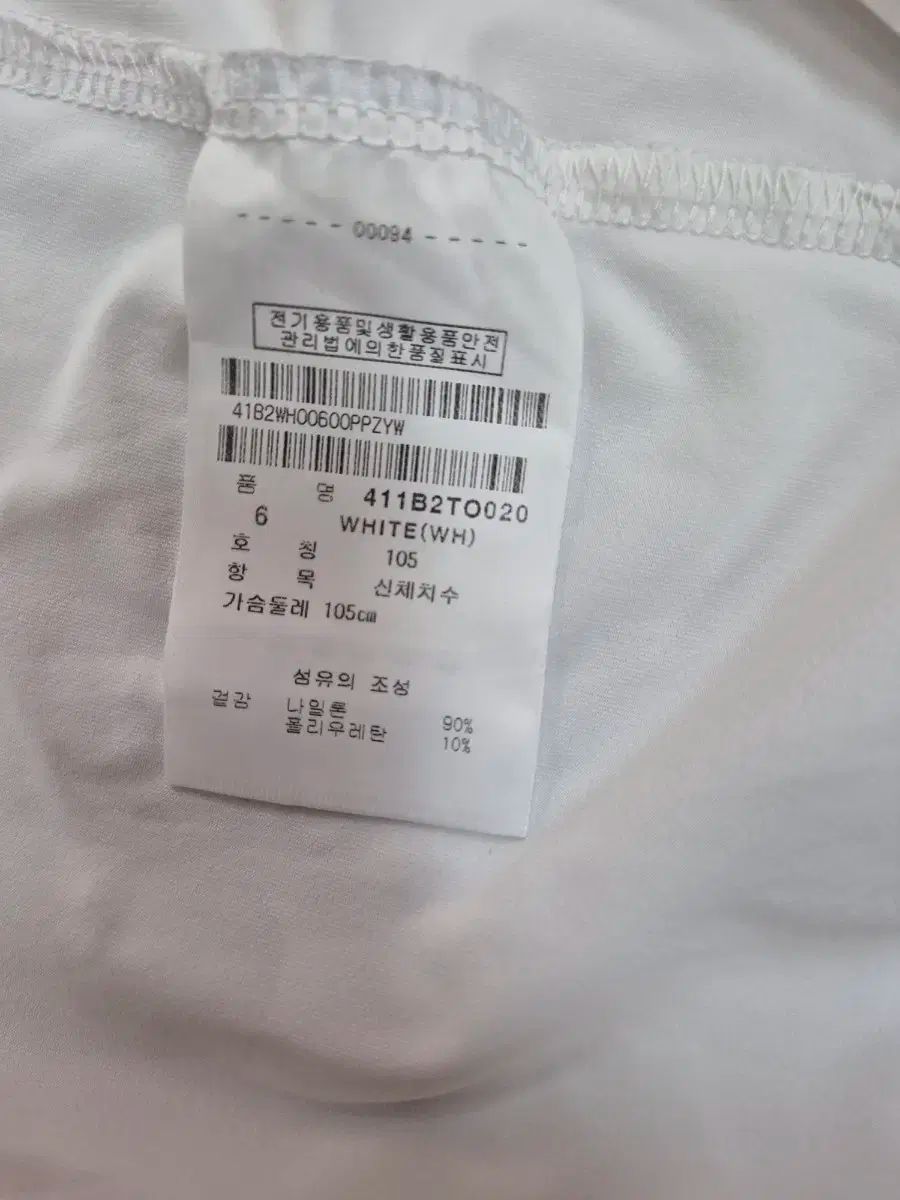 - - - - - 00094 - - - - -
전기용품및생활용품안전
관리법에의한품질표시
41B2WH00600PPZYW
품 명 411B2TO020
6 WHITE(WH)
호 칭 105
항 목 신체치수
가슴둘레 105cm
섬유의 조성
겉감 나일론 90%
폴리우레탄 10%